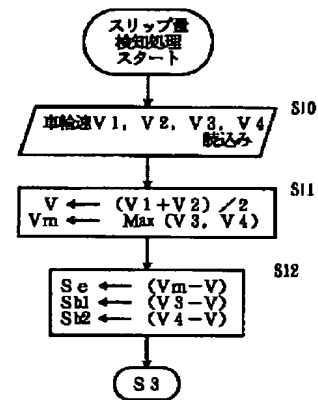 スリップ量
検知処理
スタート
S10
車輪速V1, V2, V3, V4
読込み
S11
V ← (V1+V2) /2
Vm ← Max (V3, V4)
S12
Se ← (Vm-V)
Sb1 ← (V3-V)
Sb2 ← (V4-V)
S3